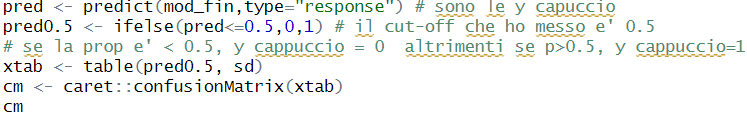 pred <- predict(mod_fin,type="response") # sono le y capuccio
pred0.5 <- ifelse(pred<=0.5,0,1) # il cut-off che ho messo e' 0.5
# se la prop e' < 0.5, y cappuccio = 0  altrimenti se p>0.5, y cappuccio=1
xtab <- table(pred0.5, sd)
cm <- caret::confusionMatrix(xtab)
cm